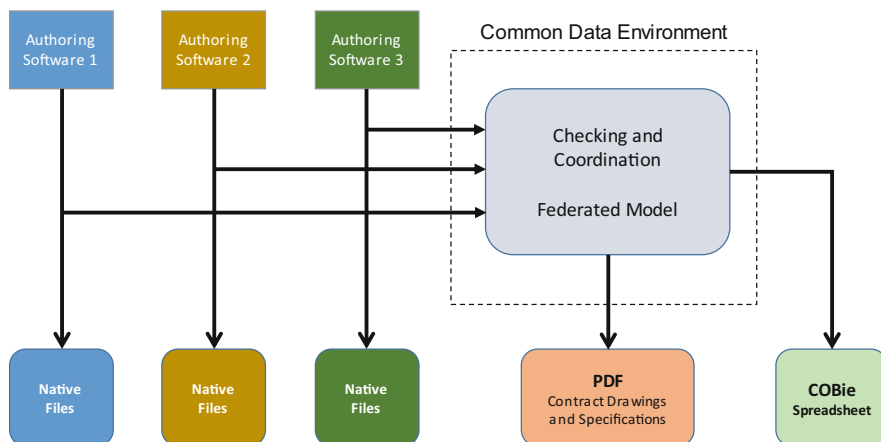 Authoring
Software 1
Authoring
Software 2
Authoring
Software 3
Common Data Environment
Checking and
Coordination
Federated Model
Native
Files
Native
Files
Native
Files
PDF
Contract Drawings
and Specifications
COBie
Spreadsheet